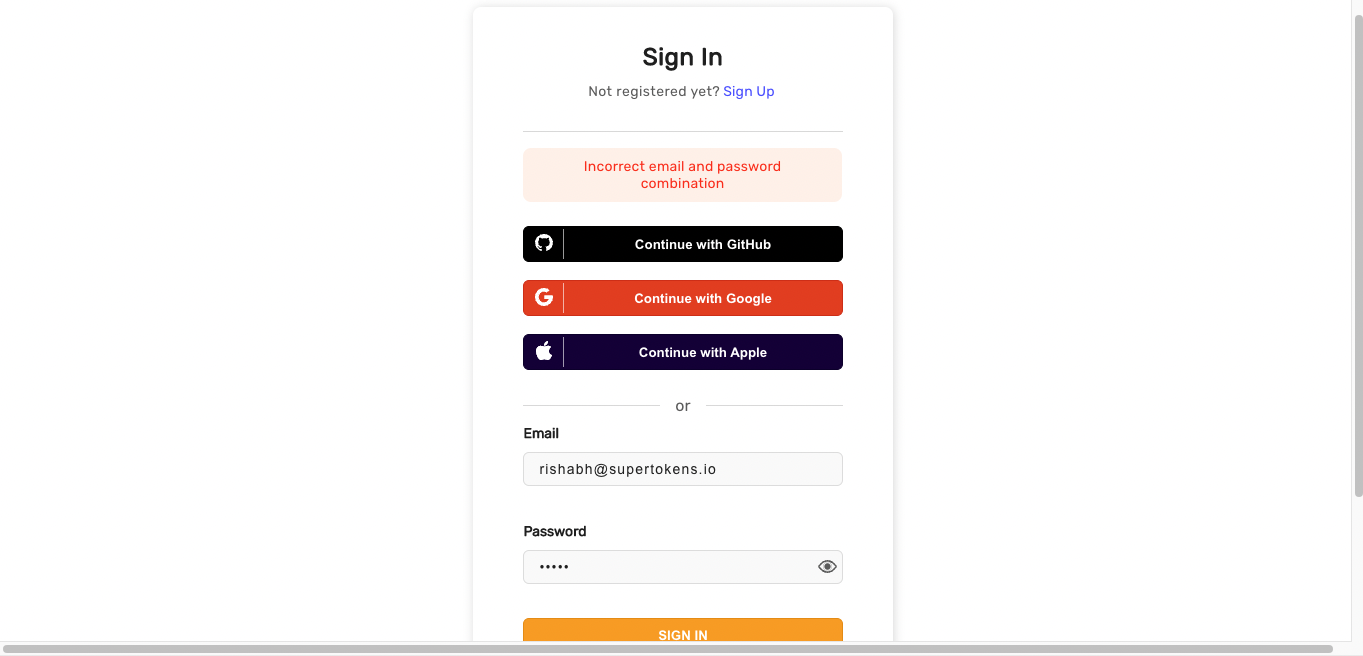 Sign In
Not registered yet? Sign Up
Incorrect email and password
combination
Continue with GitHub
Continue with Google
Continue with Apple
or
Email
rishabh@supertokens.io
Password
•••••
SIGN IN